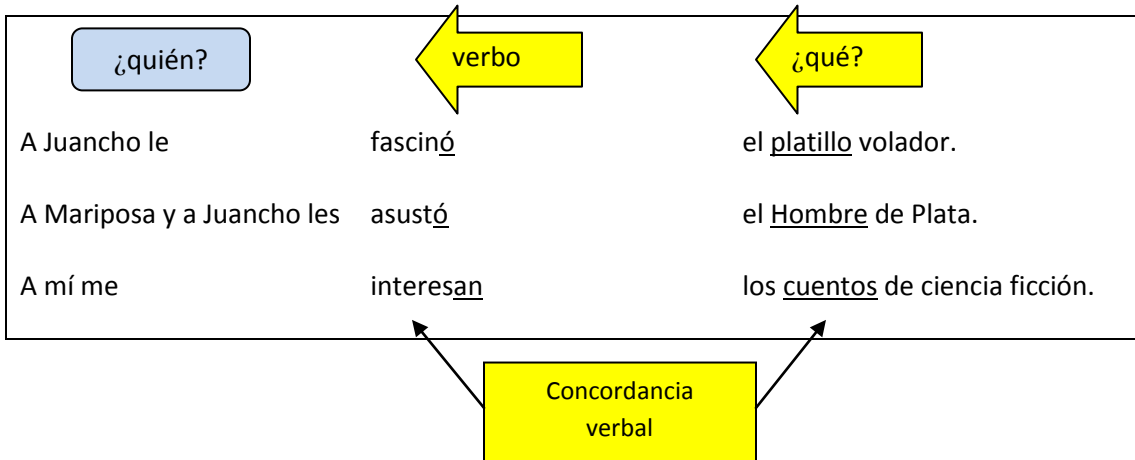 ¿quién? verbo ¿qué?
A Juancho le fascinó el platillo volador.
A Mariposa y a Juancho les asustó el Hombre de Plata.
A mí me interesan los cuentos de ciencia ficción.
Concordancia
verbal